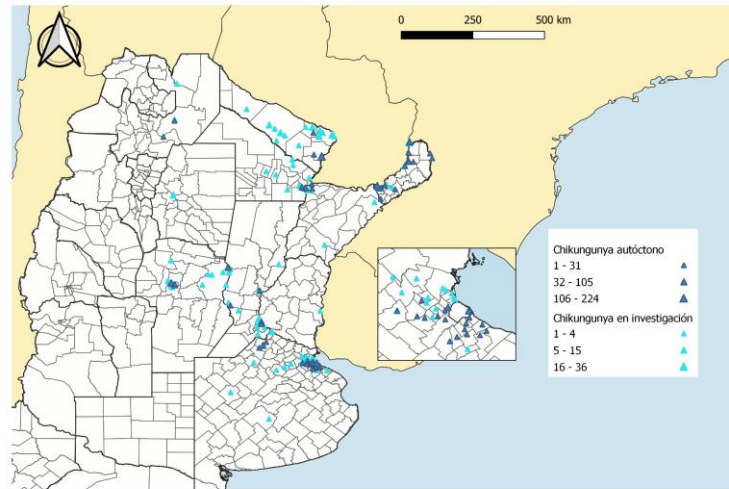 0 250 500 km
Chikungunya autóctono
1 - 31
32 - 105
106 - 224
Chikungunya en investigación
1 - 4
5 - 15
16 - 36